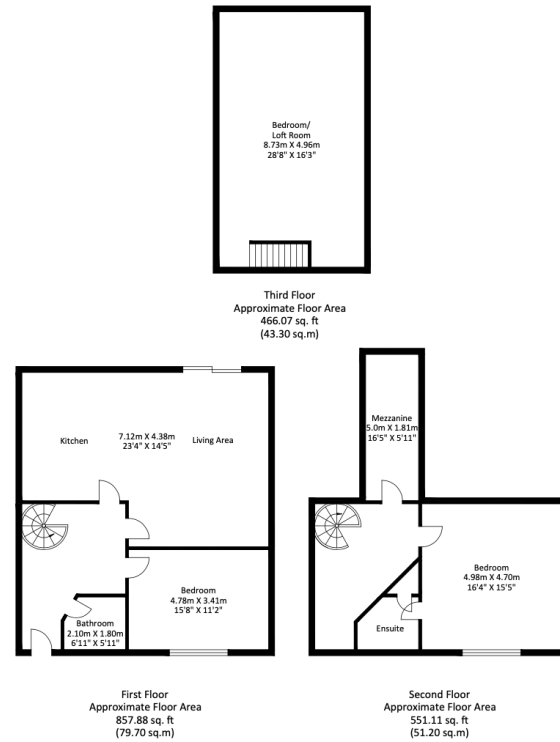 Bedroom/
Loft Room
8.73m X 4.96m
28'8" X 16'3"
Third Floor
Approximate Floor Area
466.07 sq. ft
(43.30 sq.m)
Kitchen
7.12m X 4.38m
23'4" X 14'5"
Living Area
Bedroom
4.78m X 3.41m
15'8" X 11'2"
Bathroom
2.10m X 1.80m
6'11" X 5'11"
First Floor
Approximate Floor Area
857.88 sq. ft
(79.70 sq.m)
Mezzanine
5.0m X 1.81m
16'5" X 5'11"
Bedroom
4.98m X 4.70m
16'4" X 15'5"
Ensuite
Second Floor
Approximate Floor Area
551.11 sq. ft
(51.20 sq.m)